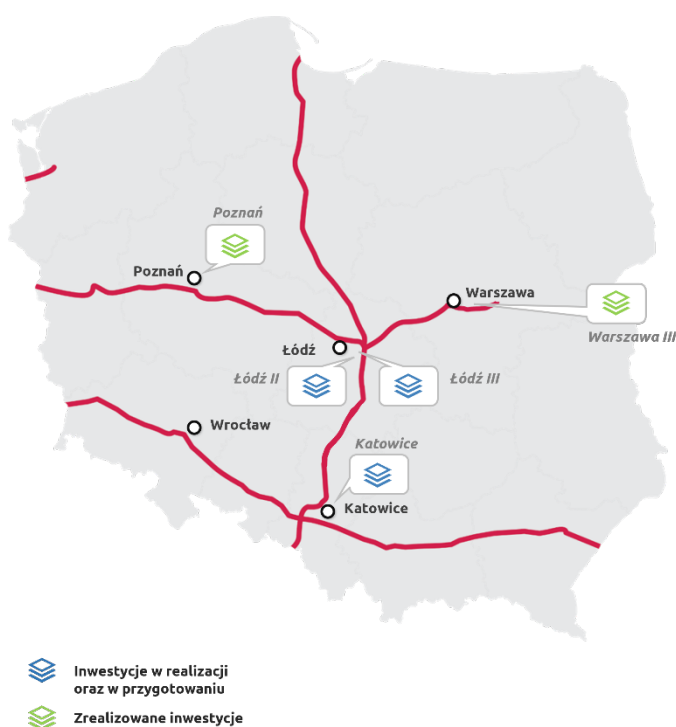 Poznań
Poznań
Warszawa
Warszawa III
Łódź
Łódź II
Łódź III
Wrocław
Katowice
Katowice
Inwestycje w realizacji
oraz w przygotowaniu
Zrealizowane inwestycje